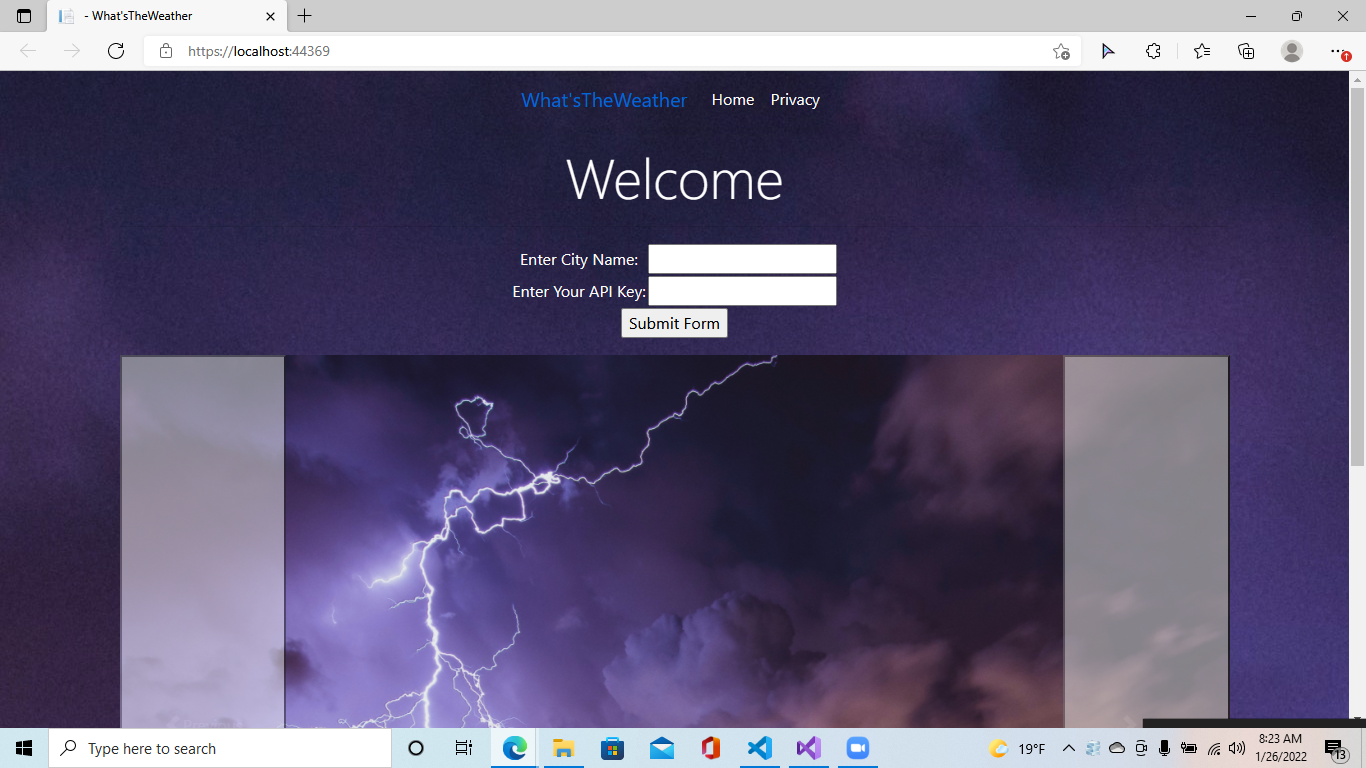 - What'sTheWeather
https://localhost:44369
What'sTheWeather Home Privacy
Welcome
Enter City Name:
Enter Your API Key:
Submit Form
Type here to search
19°F
8:23 AM
1/26/2022
13